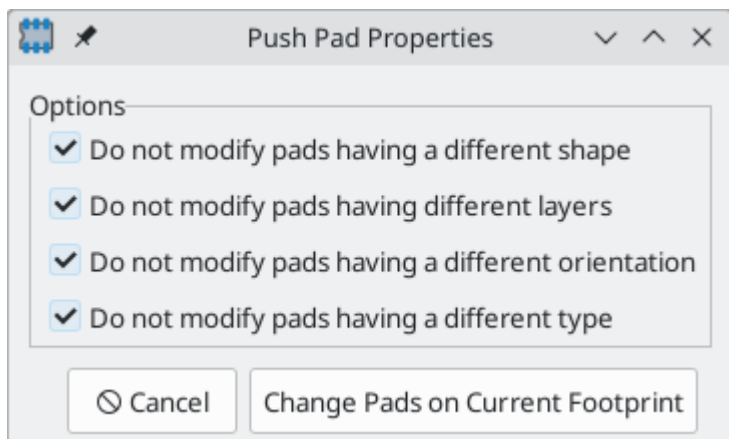 Push Pad Properties
Options
Do not modify pads having a different shape
Do not modify pads having different layers
Do not modify pads having a different orientation
Do not modify pads having a different type
Cancel
Change Pads on Current Footprint